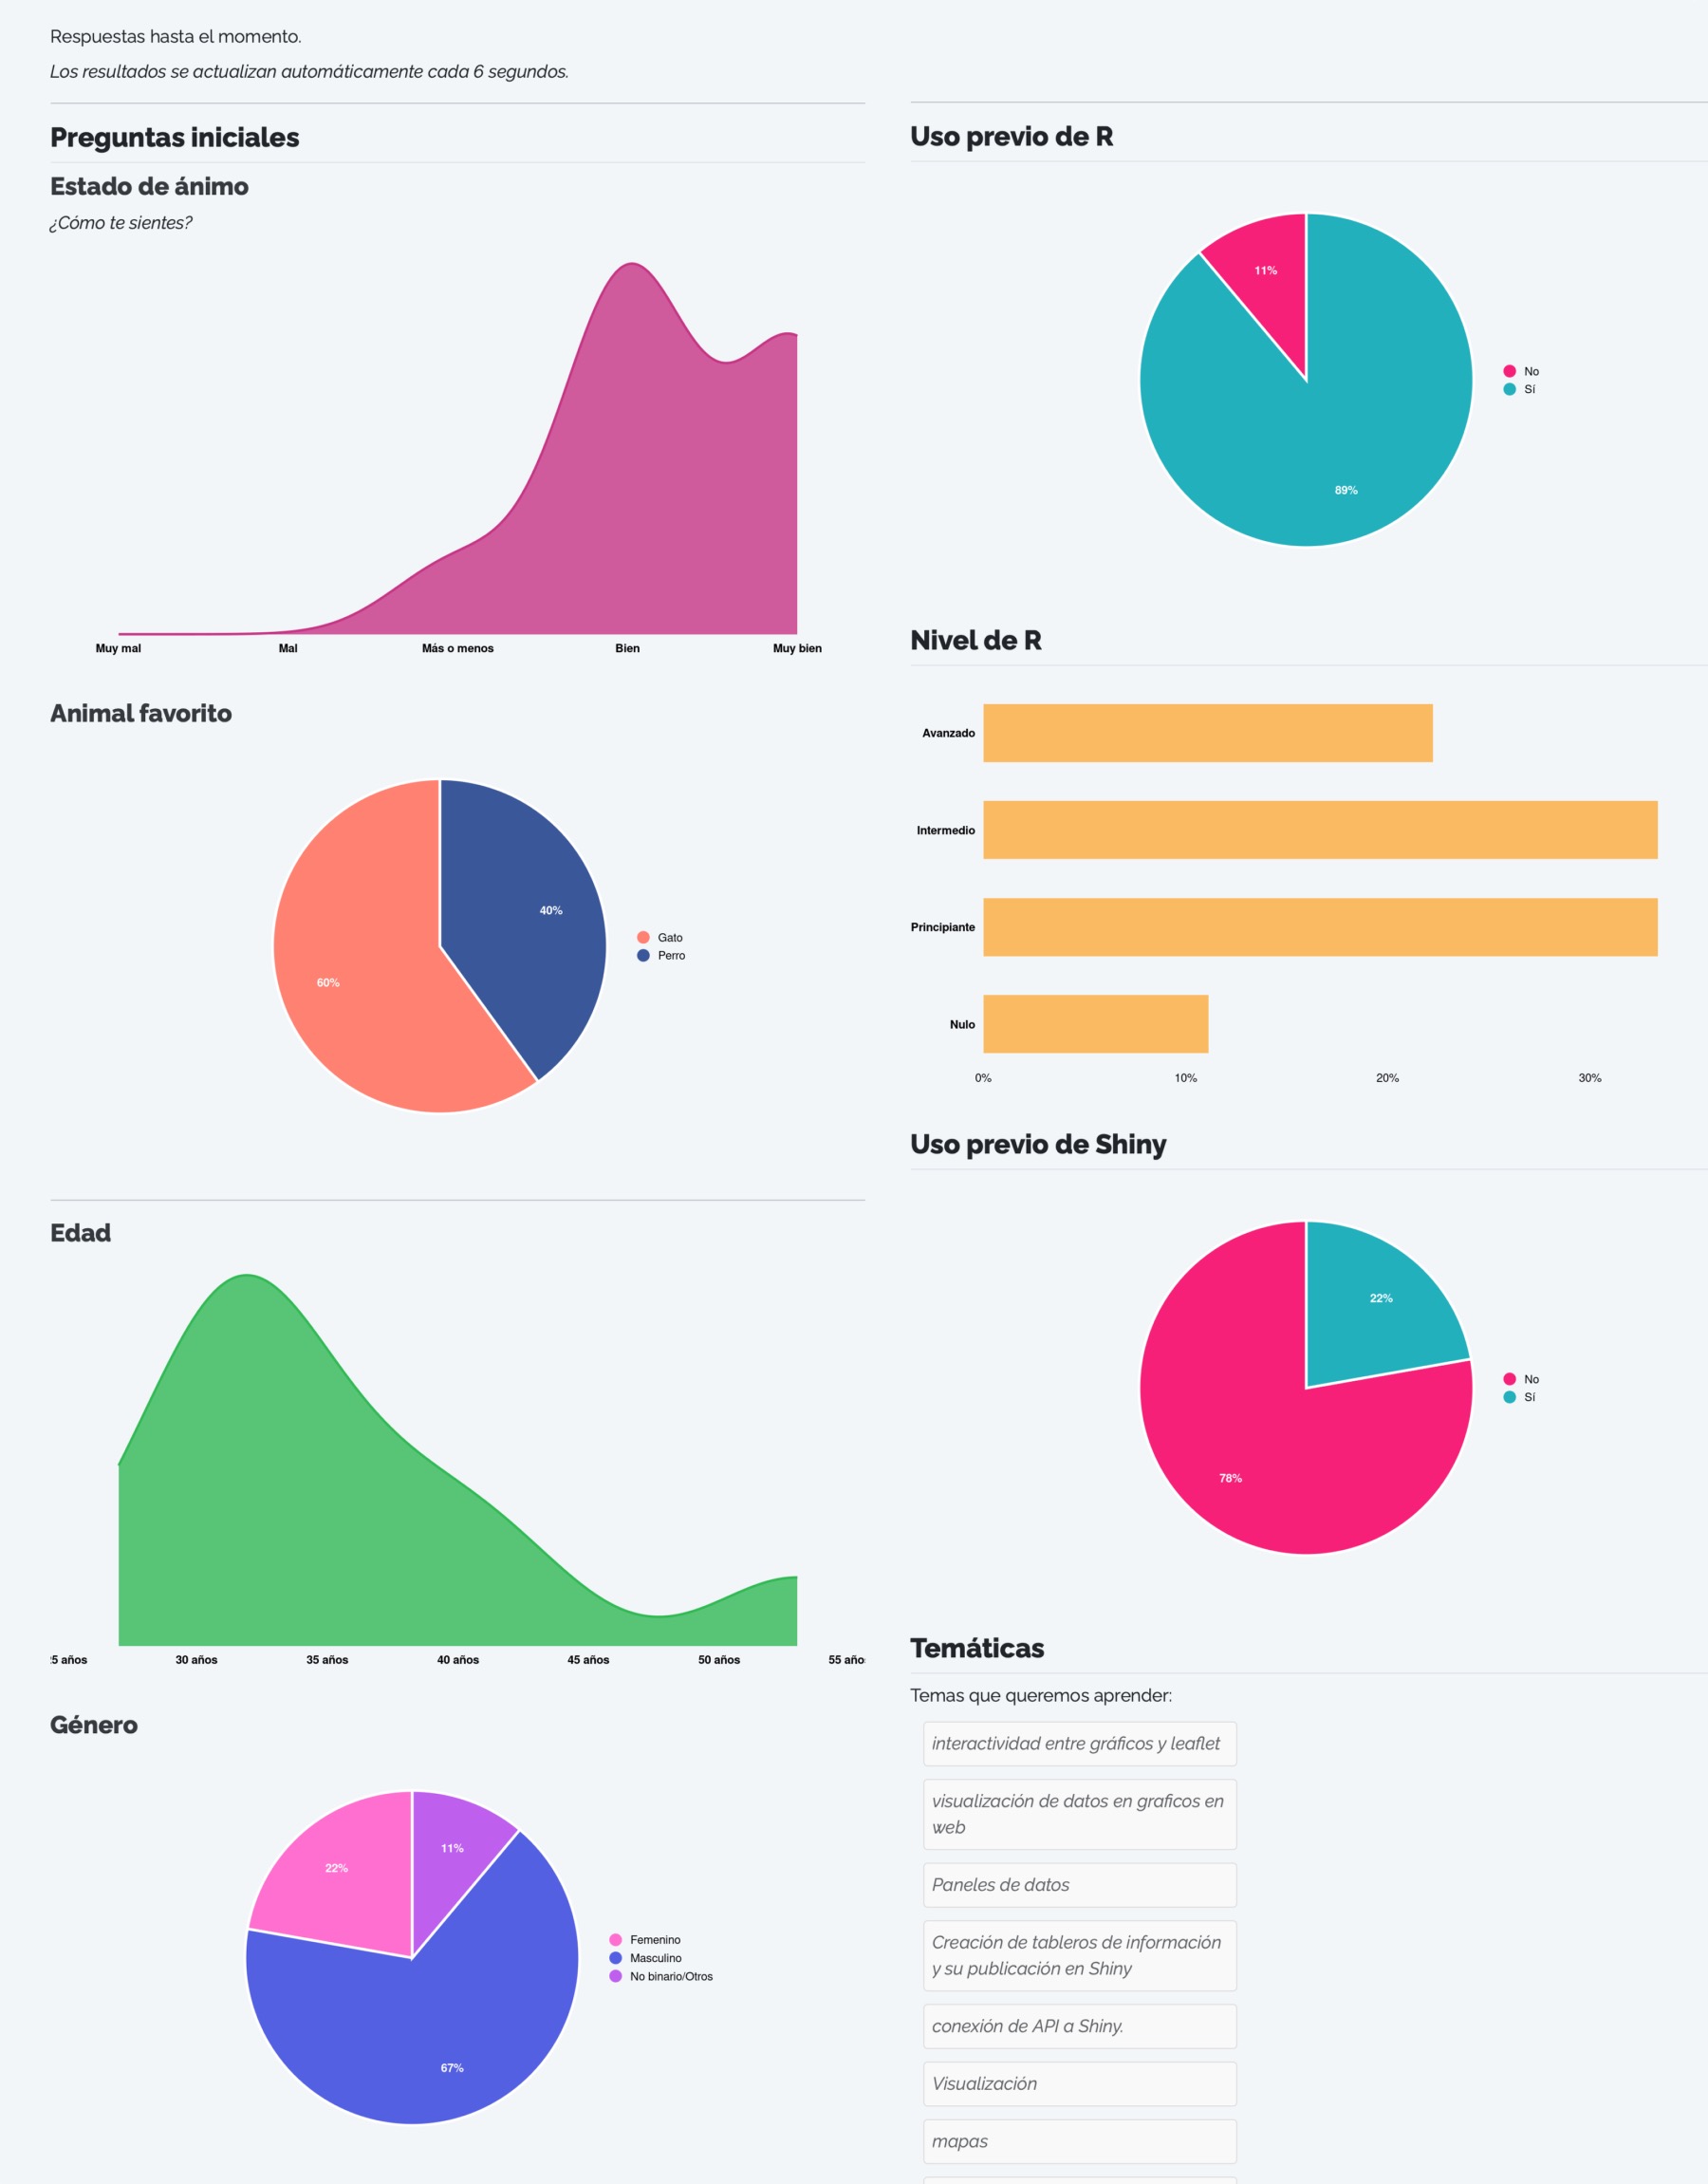 Respuestas hasta el momento.
Los resultados se actualizan automáticamente cada 6 segundos.
Preguntas iniciales
Estado de ánimo
¿Cómo te sientes?
Muy mal
Mal
Más o menos
Bien
Muy bien
Animal favorito
40%
60%
Gato
Perro
Edad
5 años
30 años
35 años
40 años
45 años
50 años
55 año
Género
11%
22%
67%
Femenino
Masculino
No binario/Otros
Uso previo de R
11%
89%
No
Sí
Nivel de R
Avanzado
Intermedio
Principiante
Nulo
0%
10%
20%
30%
Uso previo de Shiny
22%
78%
No
Sí
Temáticas
Temas que queremos aprender:
interactividad entre gráficos y leaflet
visualización de datos en graficos en
web
Paneles de datos
Creación de tableros de información
y su publicación en Shiny
conexión de API a Shiny.
Visualización
mapas